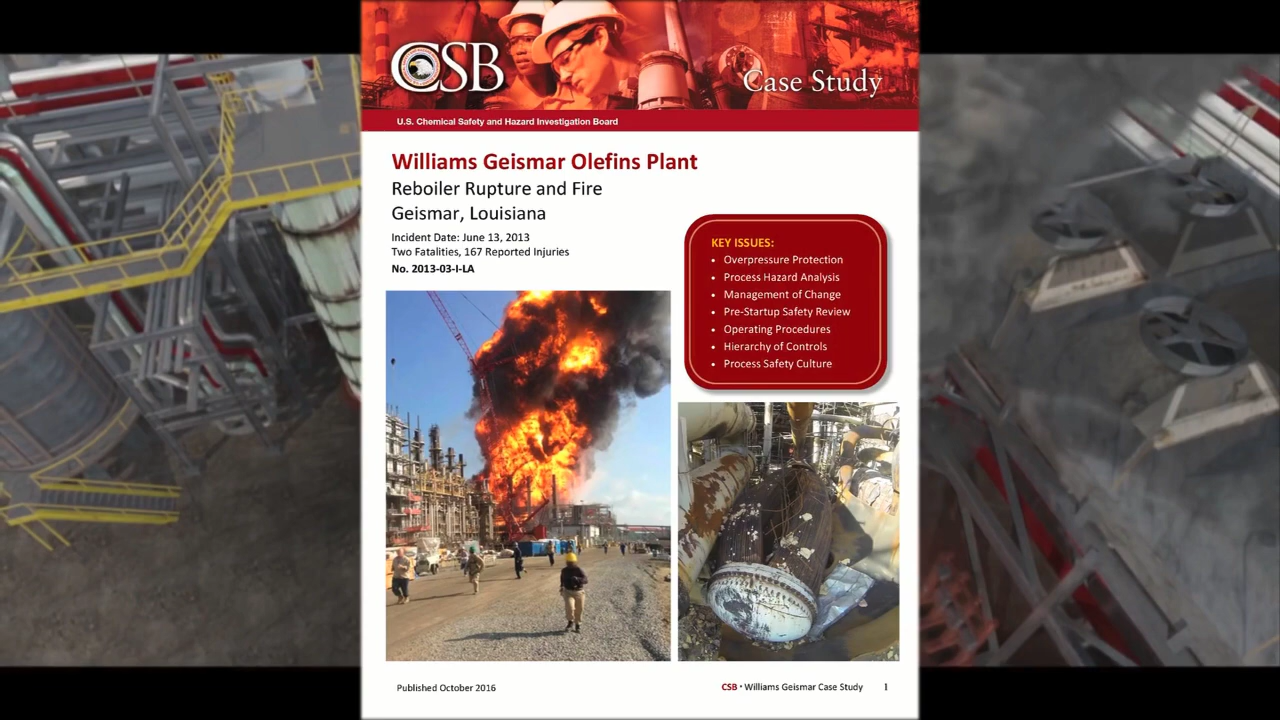 CSB
Case Study
U.S. Chemical Safety and Hazard Investigation Board
Williams Geismar Olefins Plant
Reboiler Rupture and Fire
Geismar, Louisiana
Incident Date: June 13, 2013
Two Fatalities, 167 Reported Injuries
No. 2013-03-I-LA
KEY ISSUES:
• Overpressure Protection
• Process Hazard Analysis
• Management of Change
• Pre-Startup Safety Review
• Operating Procedures
• Hierarchy of Controls
• Process Safety Culture
Published October 2016
CSB • Williams Geismar Case Study 1